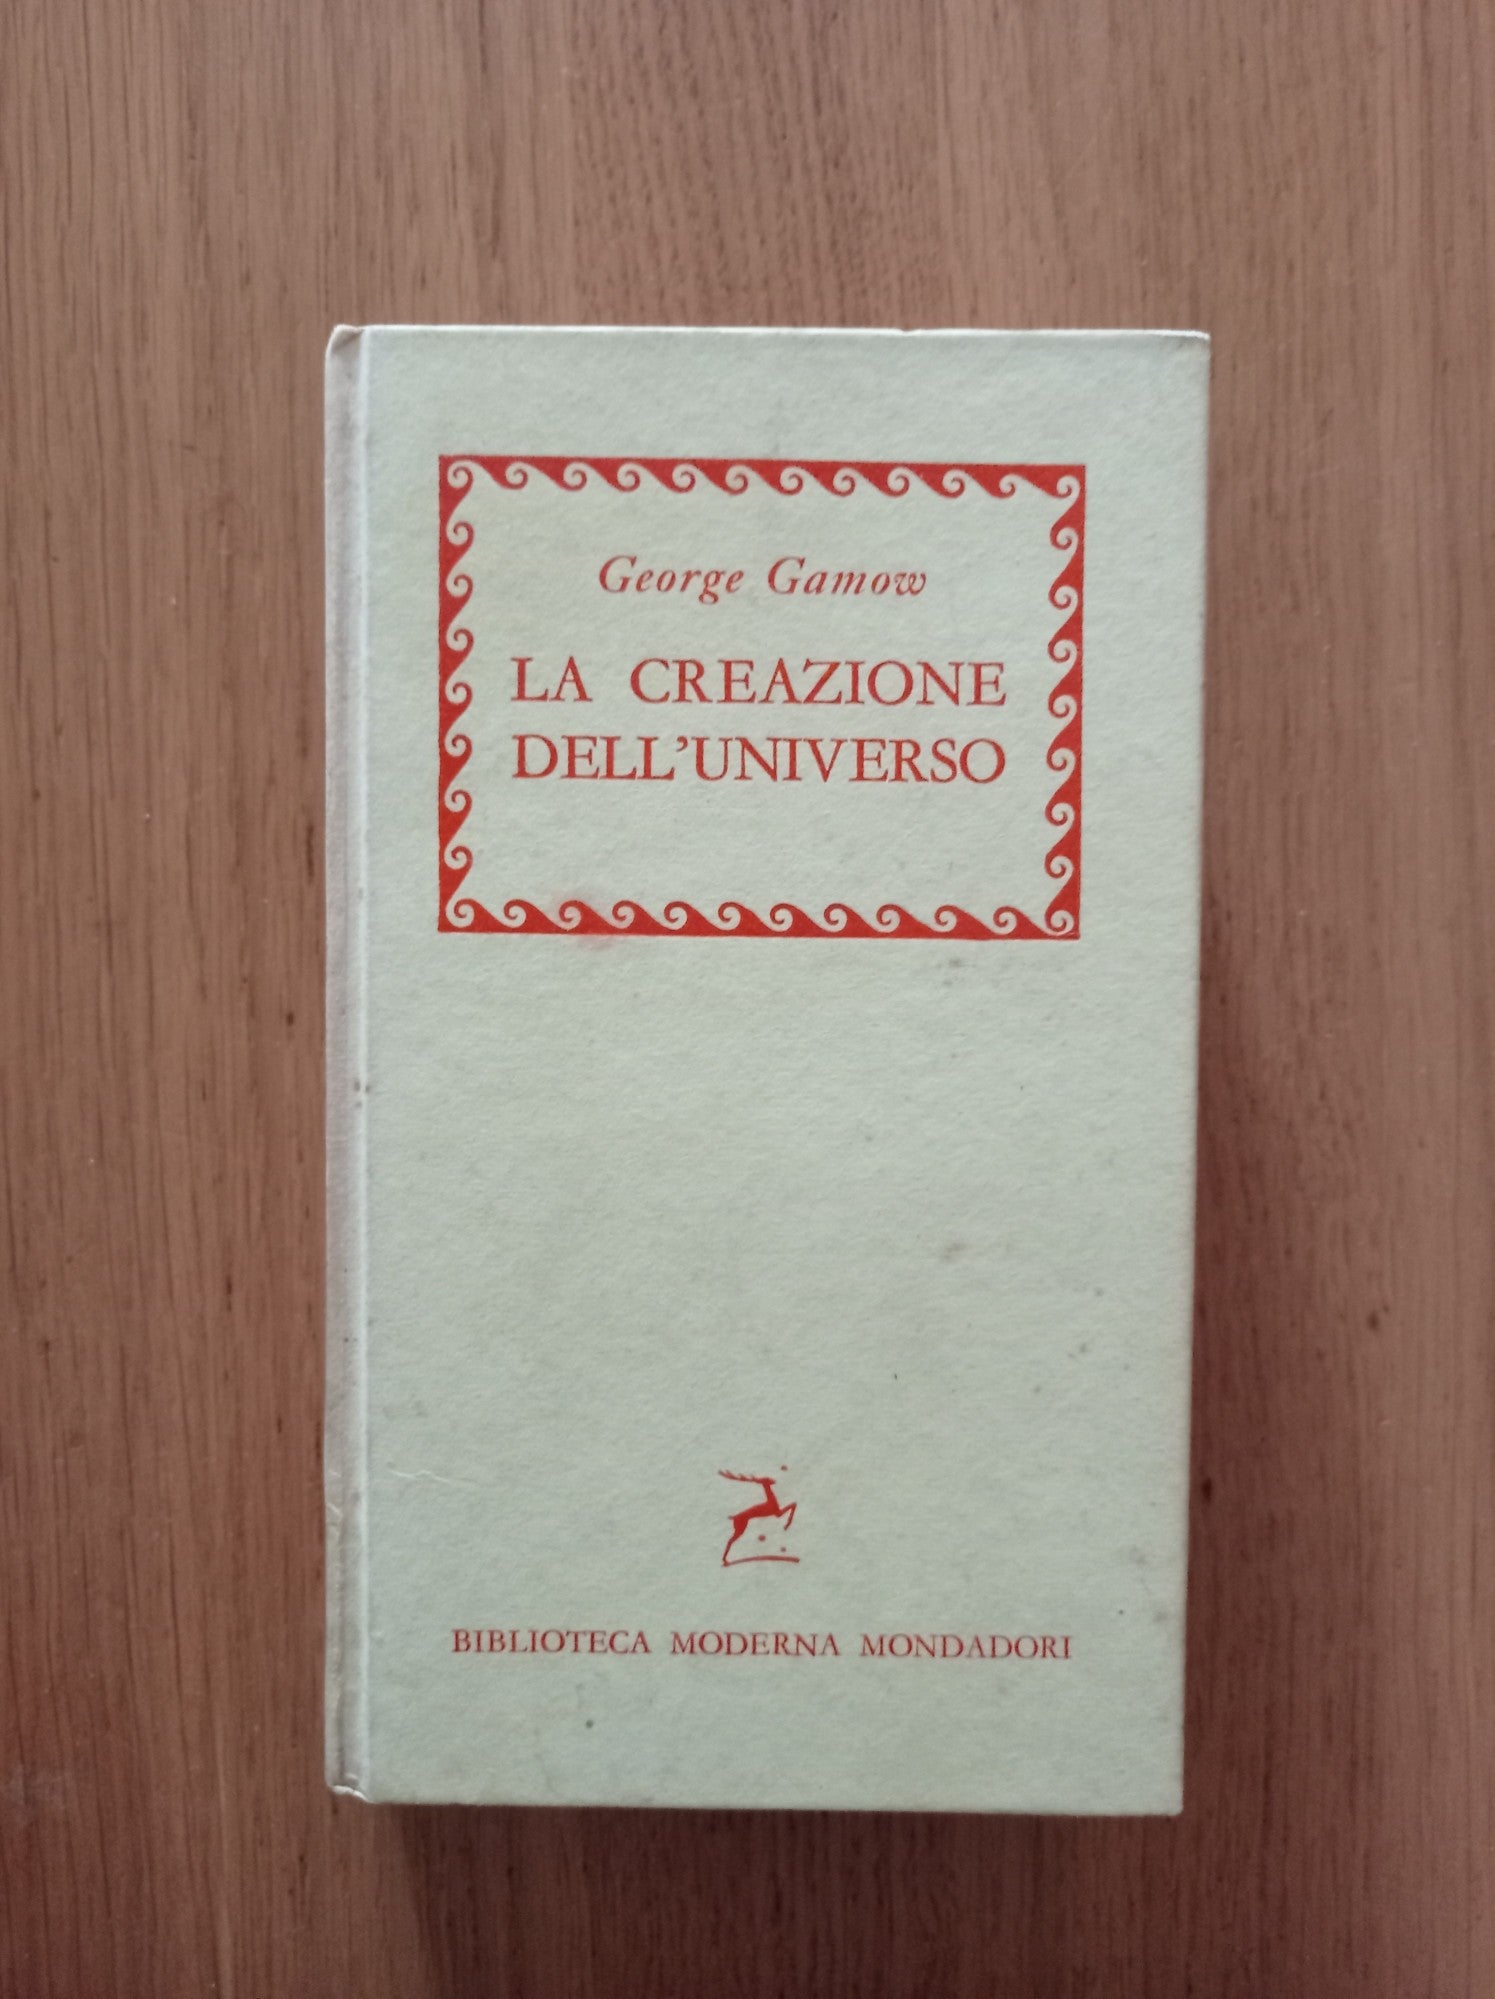 George Gamow
LA CREAZIONE
DELL'UNIVERSO
BIBLIOTECA MODERNA MONDADORI